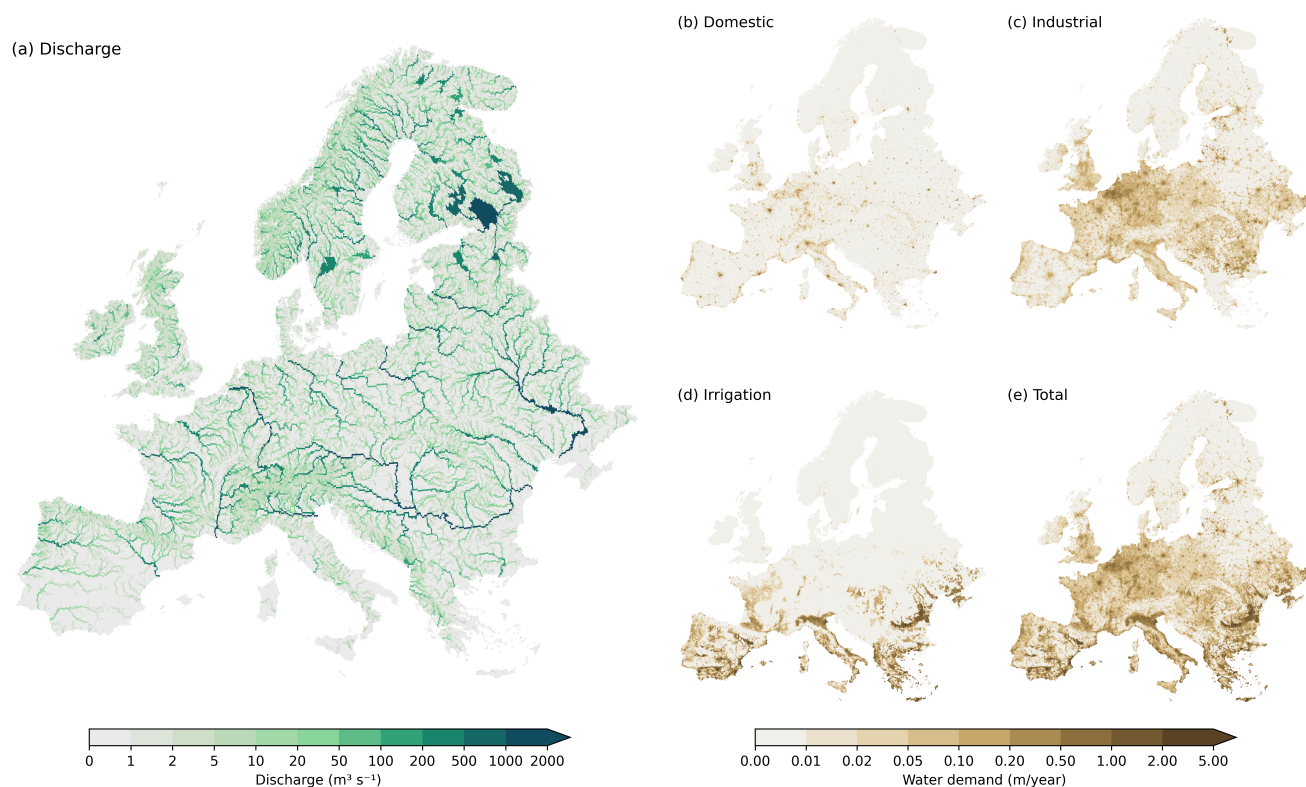 (a) Discharge
(b) Domestic
(c) Industrial
(d) Irrigation
(e) Total
0 1 2 5 10 20 50 100 200 500 1000 2000
Discharge (m³ s⁻¹)
0.00 0.01 0.02 0.05 0.10 0.20 0.50 1.00 2.00 5.00
Water demand (m/year)